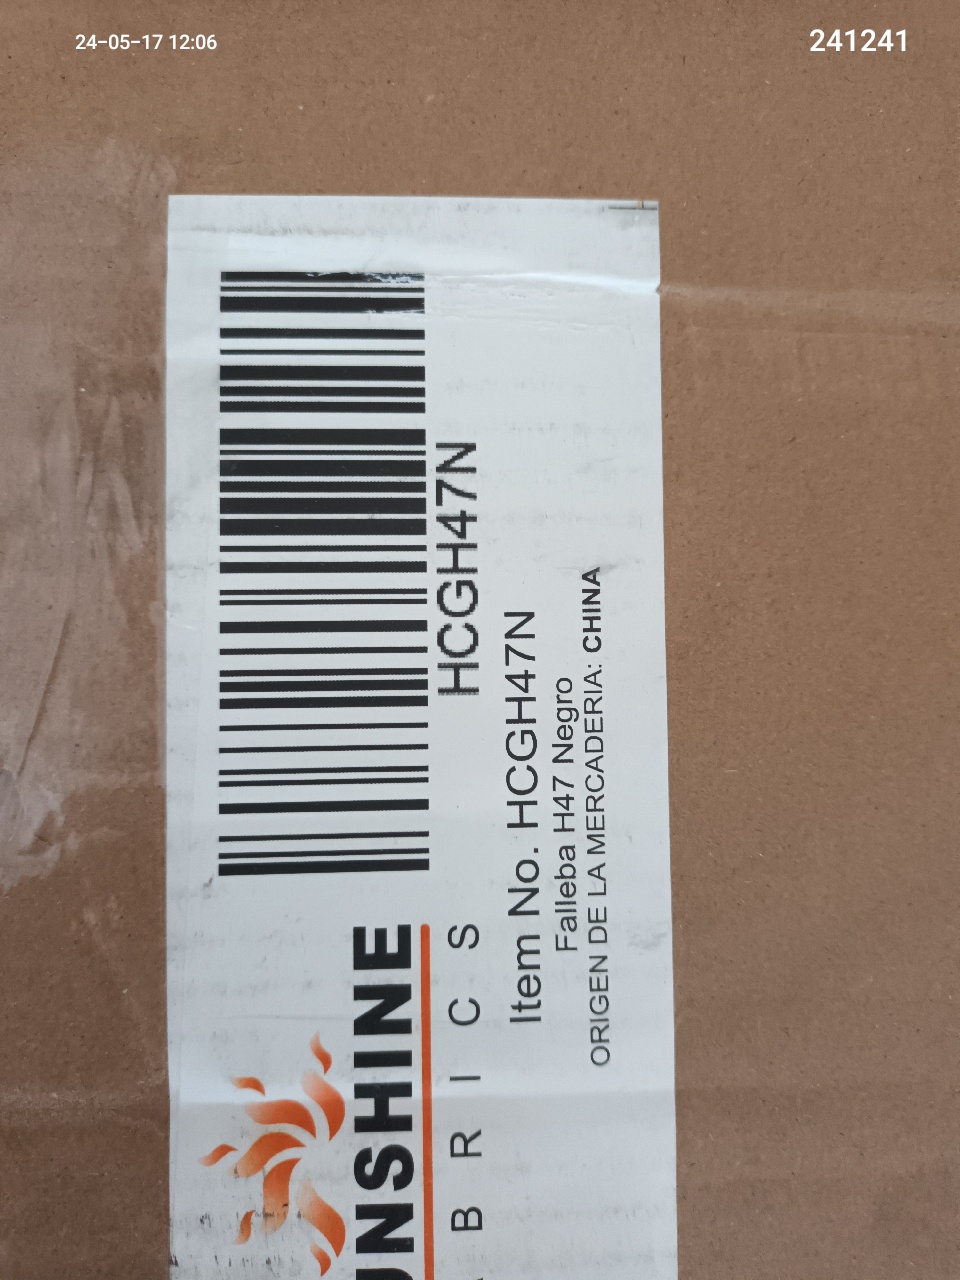 24-05-17 12:06
241241
HCGH47N
UNSHINE
BRICS
Item No. HCGH47N
Falleba H47 Negro
ORIGEN DE LA MERCADERIA: CHINA